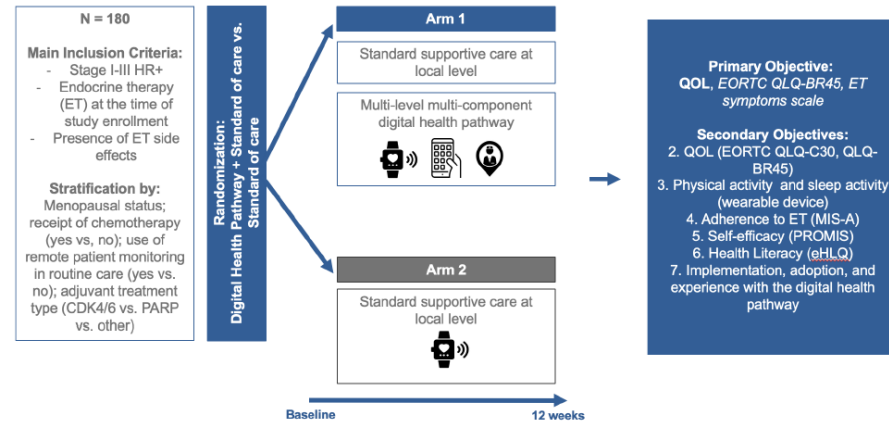 N = 180
Main Inclusion Criteria:
- Stage I-III HR+
- Endocrine therapy (ET) at the time of
study enrollment
- Presence of ET side
effects
Stratification by:
Menopausal status;
receipt of chemotherapy
(yes vs, no); use of
remote patient monitoring
in routine care (yes vs.
no); adjuvant treatment
type (CDK4/6 vs. PARP
vs. other)
Randomization:
Digital Health Pathway + Standard of care vs.
Standard of care
Arm 1
Standard supportive care at
local level
Multi-level multi-component
digital health pathway
Arm 2
Standard supportive care at
local level
Baseline
12 weeks
Primary Objective:
QOL, EORTC QLQ-BR45, ET
symptoms scale
Secondary Objectives:
2. QOL (EORTC QLQ-C30, QLQ-
BR45)
3. Physical activity and sleep activity
(wearable device)
4. Adherence to ET (MIS-A)
5. Self-efficacy (PROMIS)
6. Health Literacy (eHLQ)
7. Implementation, adoption, and
experience with the digital health
pathway